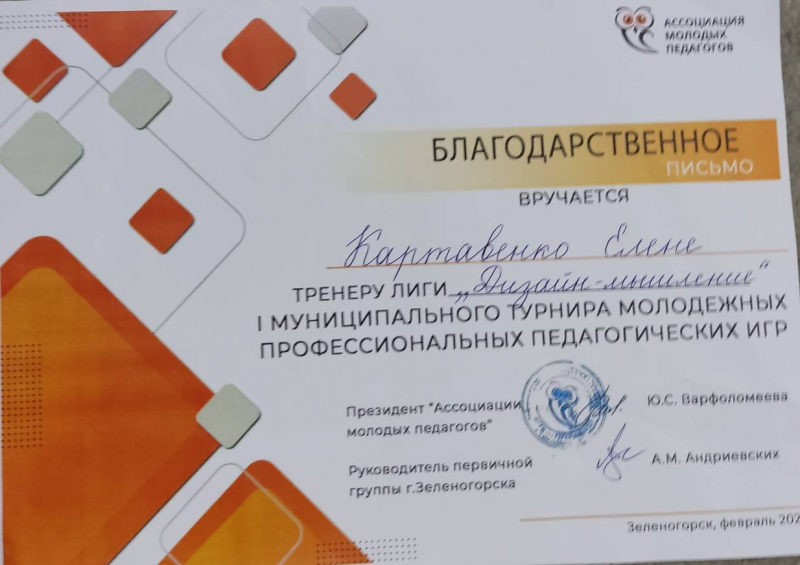 АССОЦИАЦИЯ
МОЛОДЫХ
ПЕДАГОГОВ
БЛАГОДАРСТВЕННОЕ
ПИСЬМО
ВРУЧАЕТСЯ
Картавенко Елене
ТРЕНЕРУ ЛИГИ „Дизайн-мышление“
I МУНИЦИПАЛЬНОГО ТУРНИРА МОЛОДЕЖНЫХ
ПРОФЕССИОНАЛЬНЫХ ПЕДАГОГИЧЕСКИХ ИГР
Президент "Ассоциации
молодых педагогов"
Ю.С. Варфоломеева
Руководитель первичной
группы г.Зеленогорска
А.М. Андриевских
Зеленогорск, февраль 202